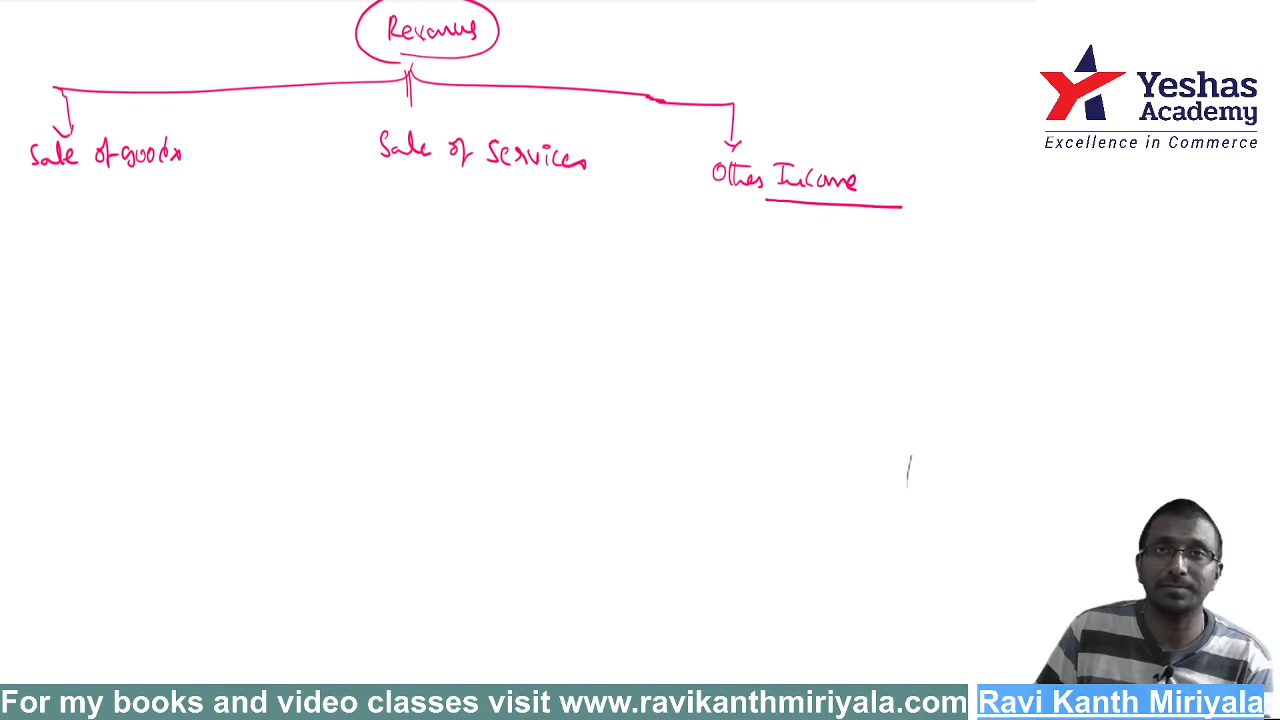 Revenue
Yeshas
Academy
Excellence in Commerce
Sale of goods
Sale of Services
Other Income
For my books and video classes visit www.ravikanthmiriyala.com Ravi Kanth Miriyala